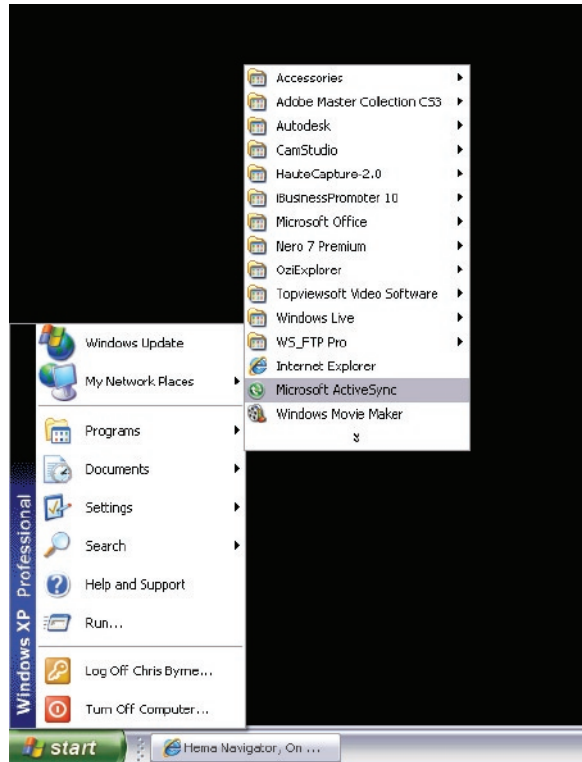 Accessories
Adobe Master Collection CS3
Autodesk
CamStudio
HauteCapture-2.0
iBusinessPromoter 10
Microsoft Office
Nero 7 Premium
OziExplorer
Topviewsoft Video Software
Windows Live
WS_FTP Pro
Internet Explorer
Microsoft ActiveSync
Windows Movie Maker
Windows Update
My Network Places
Programs
Documents
Settings
Search
Help and Support
Run...
Log Off Chris Byrne...
Turn Off Computer...
Windows XP Professional
start
Hema Navigator, On ...